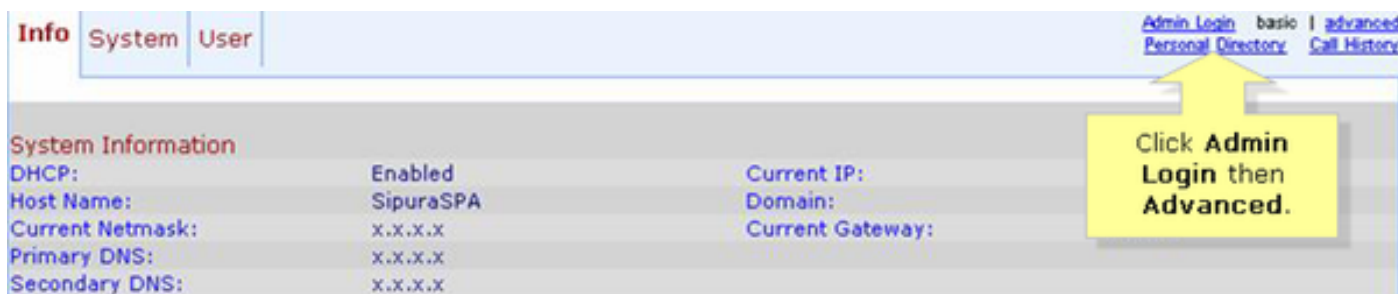 Info System User
Admin Login basic | advanced
Personal Directory Call History
Click Admin
Login then
Advanced.
System Information
DHCP: Enabled Current IP:
Host Name: SipuraSPA Domain:
Current Netmask: x.x.x.x Current Gateway:
Primary DNS: x.x.x.x
Secondary DNS: x.x.x.x